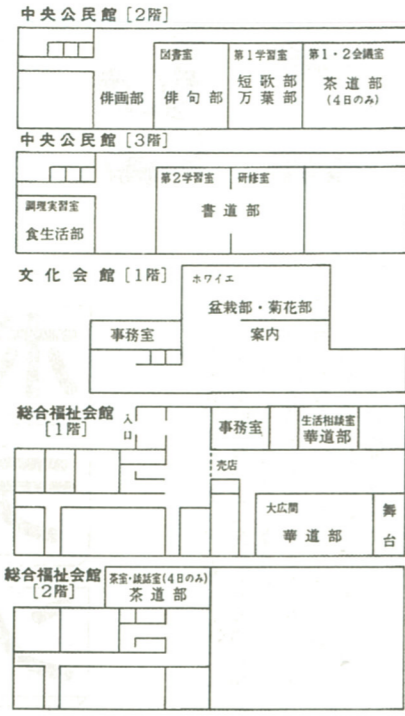 中央公民館[2階]
図書室
第1学習室
第1・2会議室
俳画部
俳句部
短歌部
万葉部
茶道部
(4日のみ)
中央公民館[3階]
第2学習室
研修室
調理実習室
書道部
食生活部
文化会館[1階]
ホワイエ
盆栽部・菊花部
事務室
案内
総合福祉会館
[1階]
入口
事務室
生活相談室
華道部
売店
大広間
華道部
舞台
総合福祉会館
[2階]
茶室・談話室(4日のみ)
茶道部